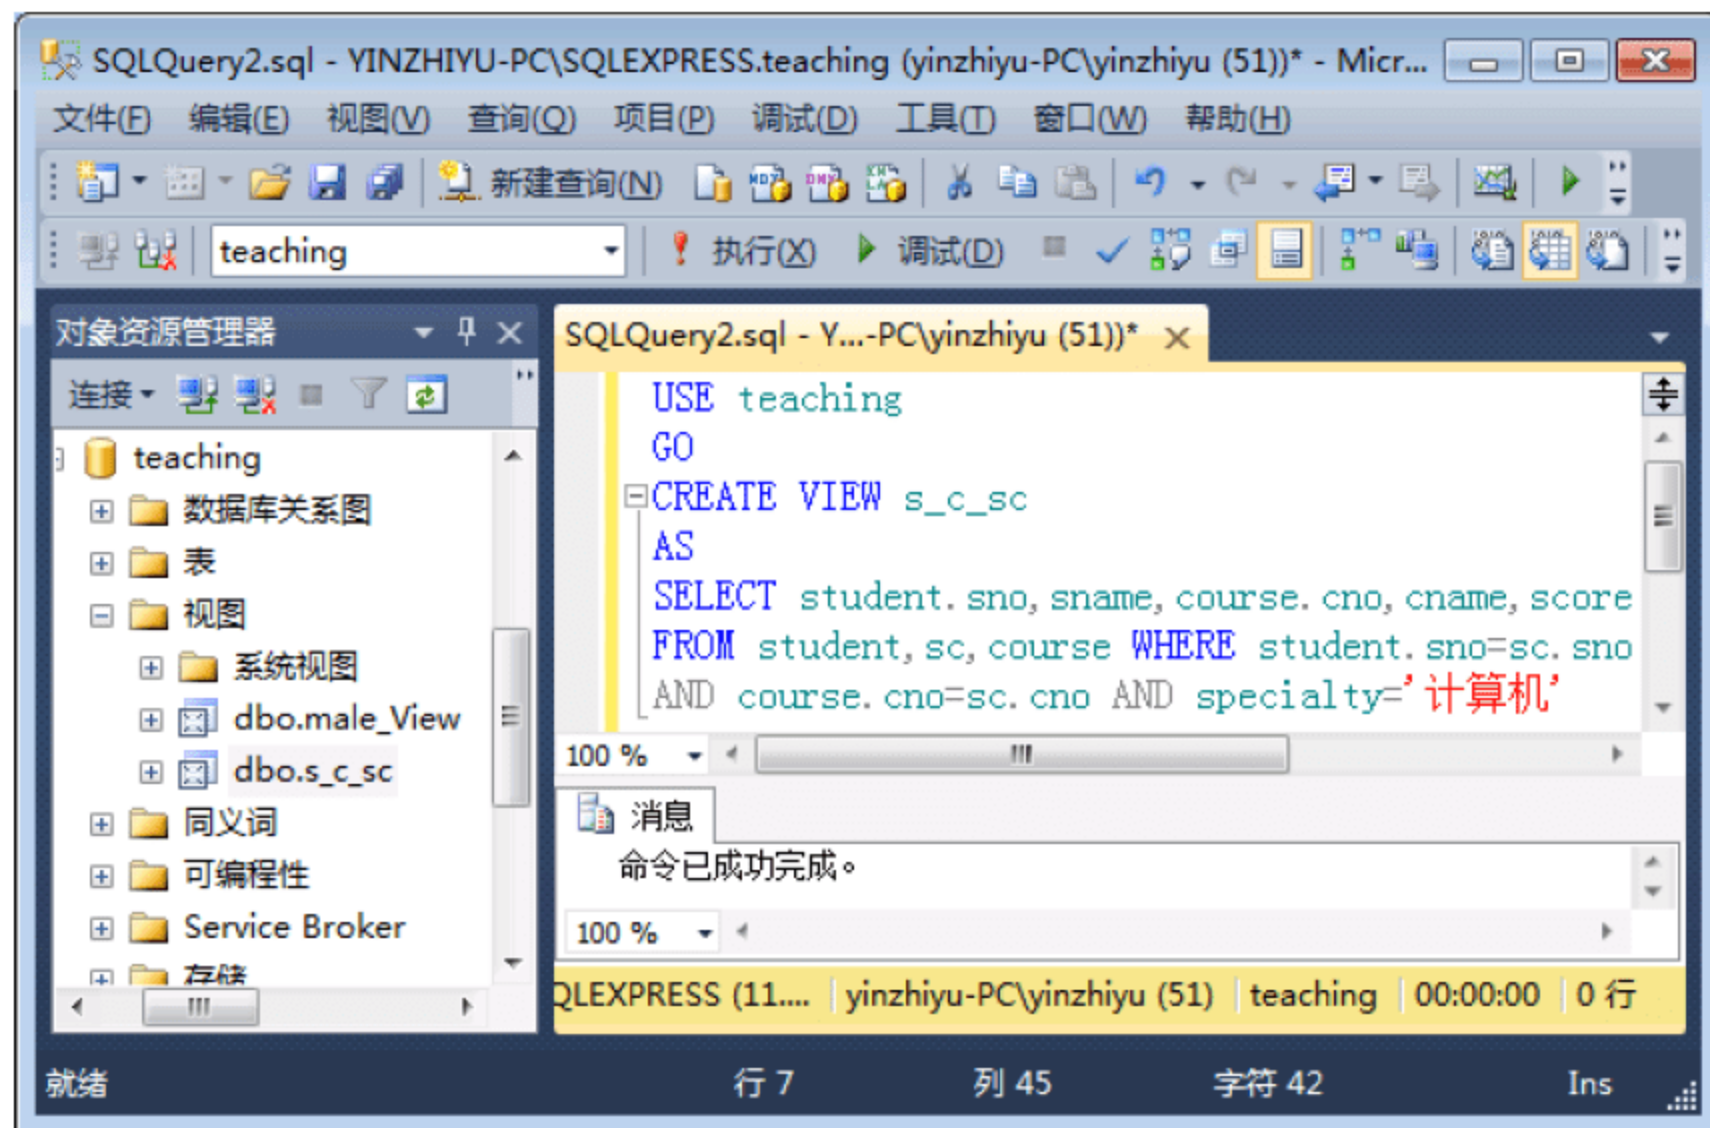 SQLQuery2.sql - YINZHIYU-PC\SQLEXPRESS.teaching (yinzhiyu-PC\yinzhiyu (51))* - Micr...
文件(F) 编辑(E) 视图(V) 查询(Q) 项目(P) 调试(D) 工具(T) 窗口(W) 帮助(H)
新建查询(N)
teaching
执行(X) 调试(D)
对象资源管理器
连接
teaching
数据库关系图
表
视图
系统视图
dbo.male_View
dbo.s_c_sc
同义词
可编程性
Service Broker
存储
SQLQuery2.sql - Y...-PC\yinzhiyu (51))*
USE teaching
GO
CREATE VIEW s_c_sc
AS
SELECT student.sno,sname,course.cno,cname,score
FROM student,sc,course WHERE student.sno=sc.sno
AND course.cno=sc.cno AND specialty='计算机'
100 %
消息
命令已成功完成。
100 %
QLEXPRESS (11.... yinzhiyu-PC\yinzhiyu (51) teaching 00:00:00 0 行
就绪 行 7 列 45 字符 42 Ins